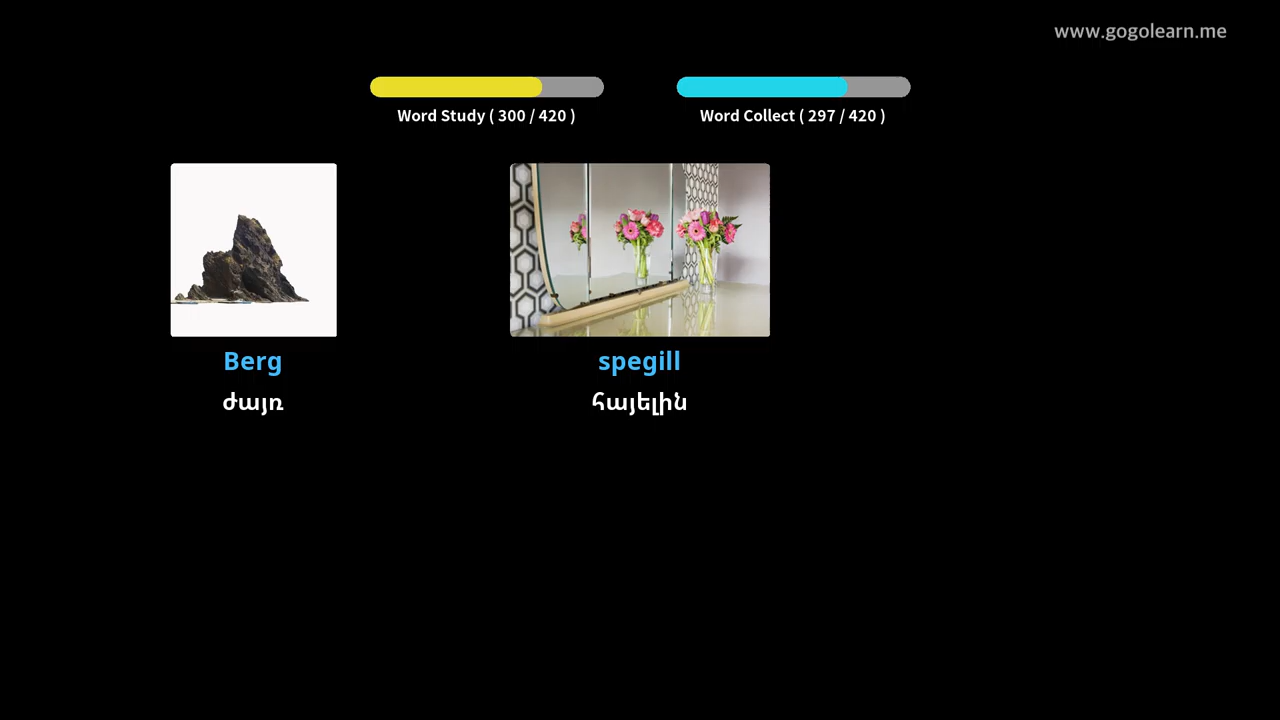 www.gogolearn.me
Word Study ( 300 / 420 )
Word Collect ( 297 / 420 )
Berg
ժայռ
spegill
հայելին